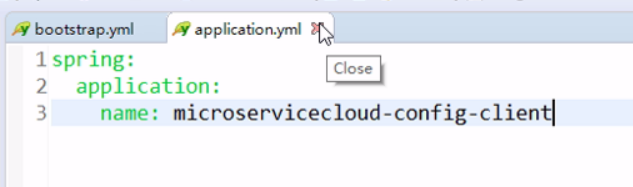 bootstrap.yml application.yml
Close
1 spring:
2 application:
3 name: microservicecloud-config-client